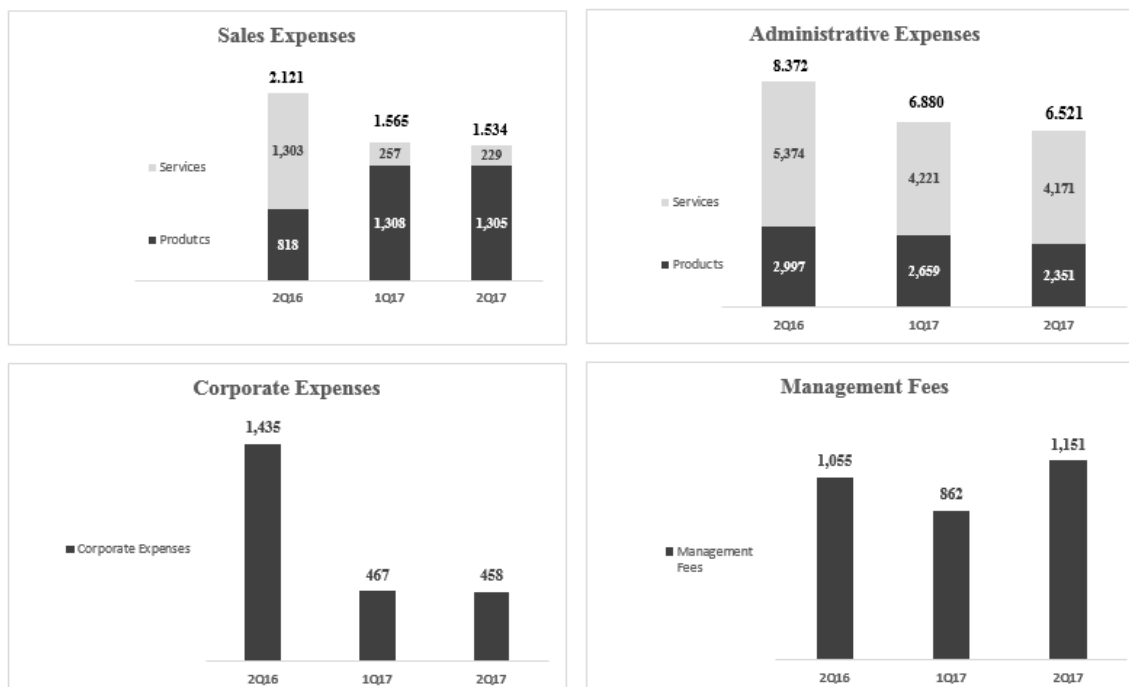 Sales Expenses
2.121
1.565
1.534
1,303
257
229
Services
1,308
1,305
Produtcs
818
2Q16 1Q17 2Q17
Administrative Expenses
8.372
6.880
6.521
5,374
4,221
4,171
Services
Products
2,997
2,659
2,351
2Q16 1Q17 2Q17
Corporate Expenses
1,435
Corporate Expenses
467
458
2Q16 1Q17 2Q17
Management Fees
1,055
862
1,151
Management
Fees
2Q16 1Q17 2Q17